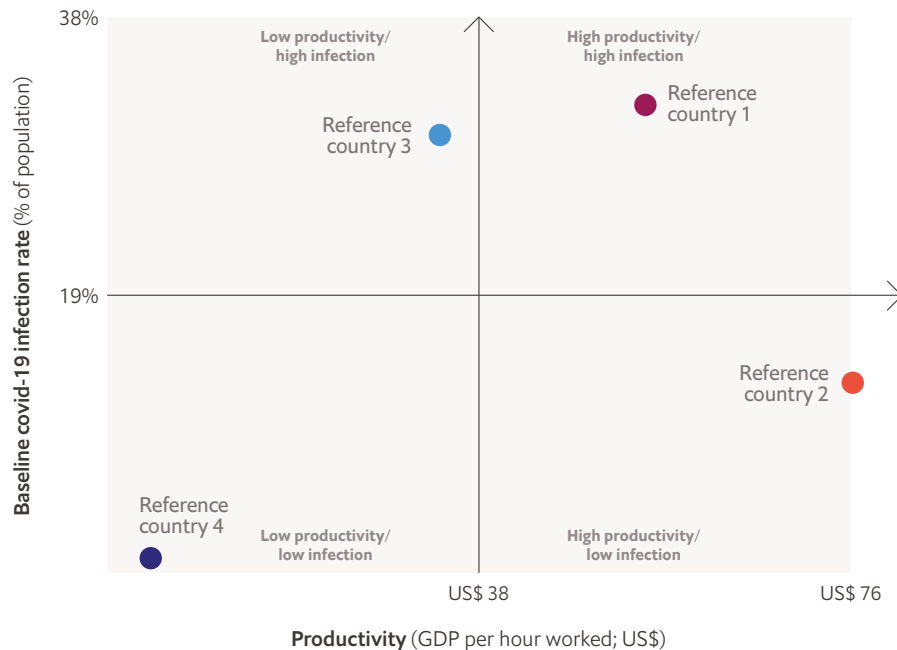 38%
Low productivity/
high infection
High productivity/
high infection
Reference
country 1
Reference
country 3
Baseline covid-19 infection rate (% of population)
19%
Reference
country 2
Reference
country 4
Low productivity/
low infection
High productivity/
low infection
US$ 38
US$ 76
Productivity (GDP per hour worked; US$)